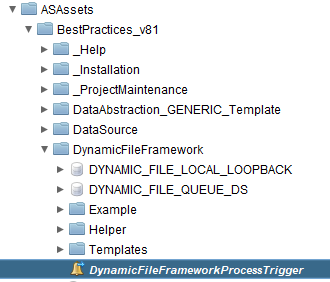 ASAssets
BestPractices_v81
_Help
_Installation
_ProjectMaintenance
DataAbstraction_GENERIC_Template
DataSource
DynamicFileFramework
DYNAMIC_FILE_LOCAL_LOOPBACK
DYNAMIC_FILE_QUEUE_DS
Example
Helper
Templates
DynamicFileFrameworkProcessTrigger